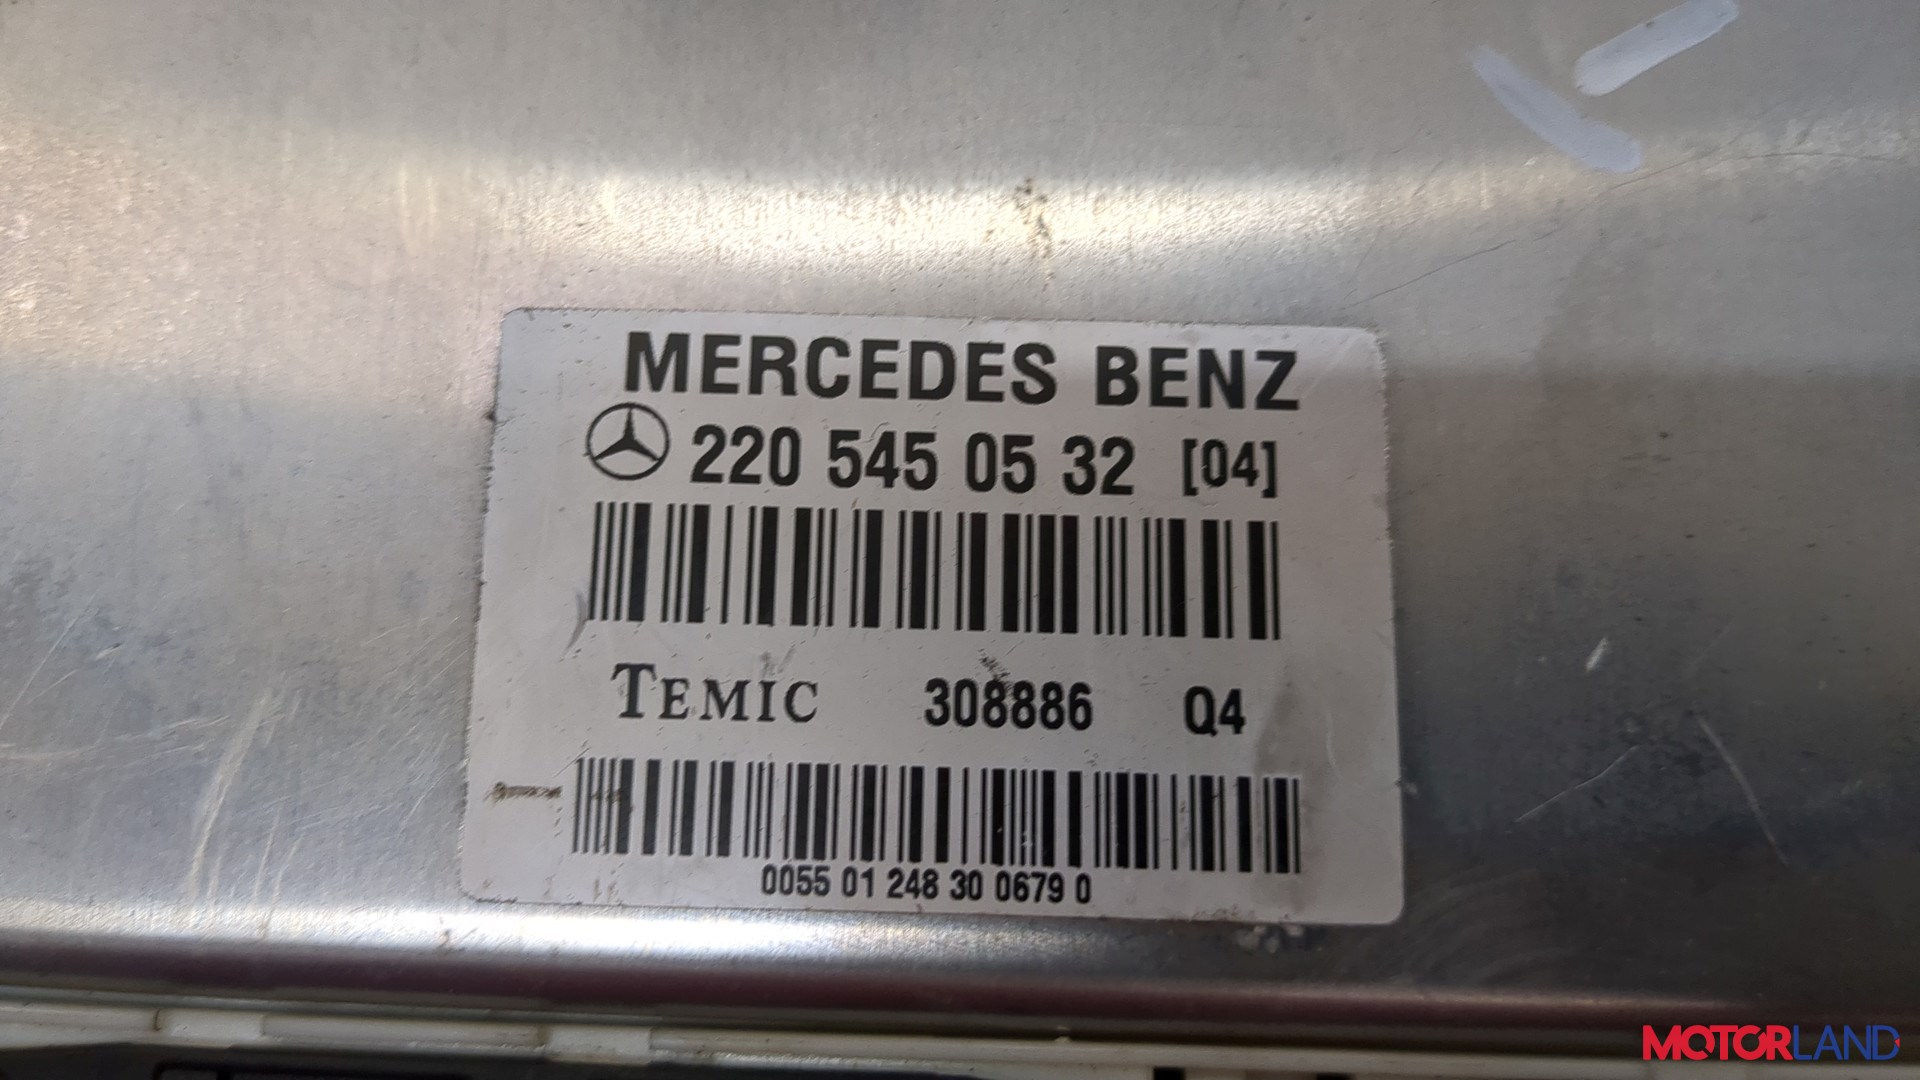 MERCEDES BENZ
220 545 05 32 [04]
TEMIC 308886 Q4
0055 01 248 30 0679 0
MOTORLAND